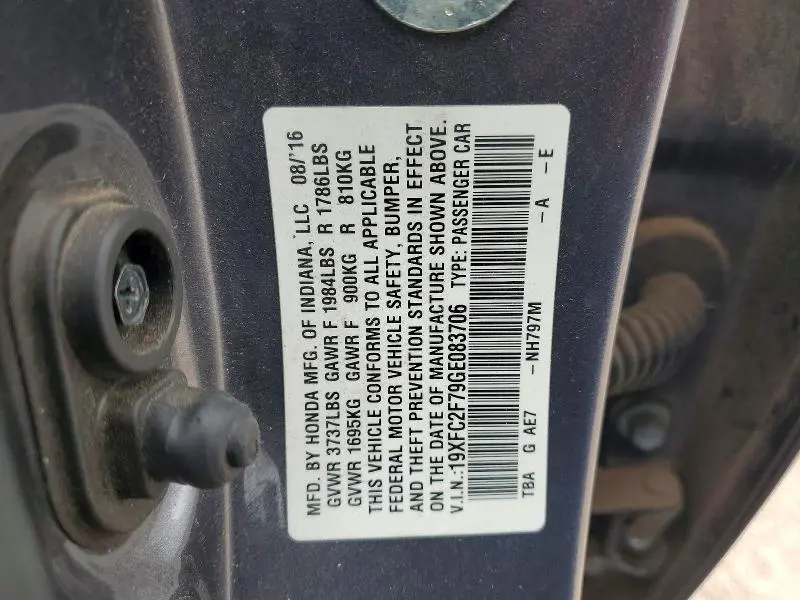 MFD. BY HONDA MFG. OF INDIANA, LLC 08/'16
GVWR 3737LBS GAWR F 1984LBS R 1786LBS
GVWR 1695KG GAWR F 900KG R 810KG
THIS VEHICLE CONFORMS TO ALL APPLICABLE
FEDERAL MOTOR VEHICLE SAFETY, BUMPER,
AND THEFT PREVENTION STANDARDS IN EFFECT
ON THE DATE OF MANUFACTURE SHOWN ABOVE.
V.I.N.:19XFC2F79GE083706 TYPE: PASSENGER CAR
TBA G AE7 -NH797M -A -E